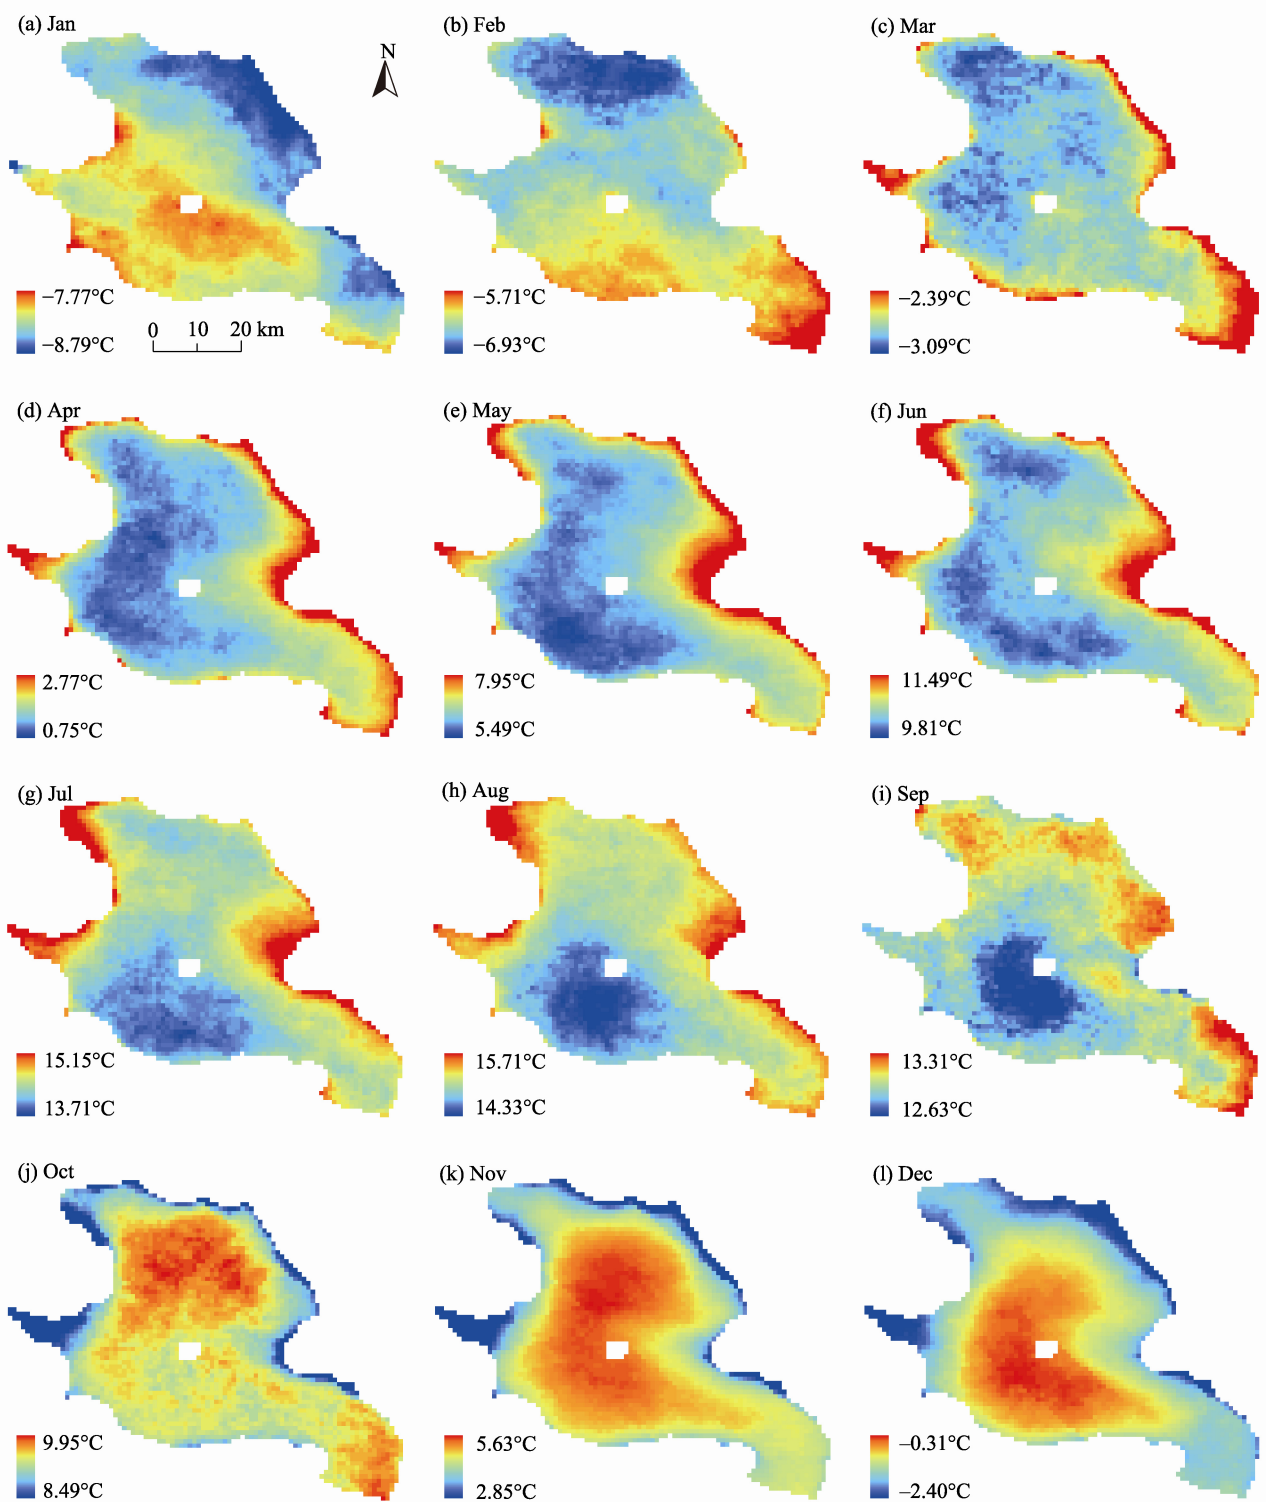 (a) Jan
N
−7.77°C
−8.79°C
0 10 20 km
(b) Feb
−5.71°C
−6.93°C
(c) Mar
−2.39°C
−3.09°C
(d) Apr
2.77°C
0.75°C
(e) May
7.95°C
5.49°C
(f) Jun
11.49°C
9.81°C
(g) Jul
15.15°C
13.71°C
(h) Aug
15.71°C
14.33°C
(i) Sep
13.31°C
12.63°C
(j) Oct
9.95°C
8.49°C
(k) Nov
5.63°C
2.85°C
(l) Dec
−0.31°C
−2.40°C